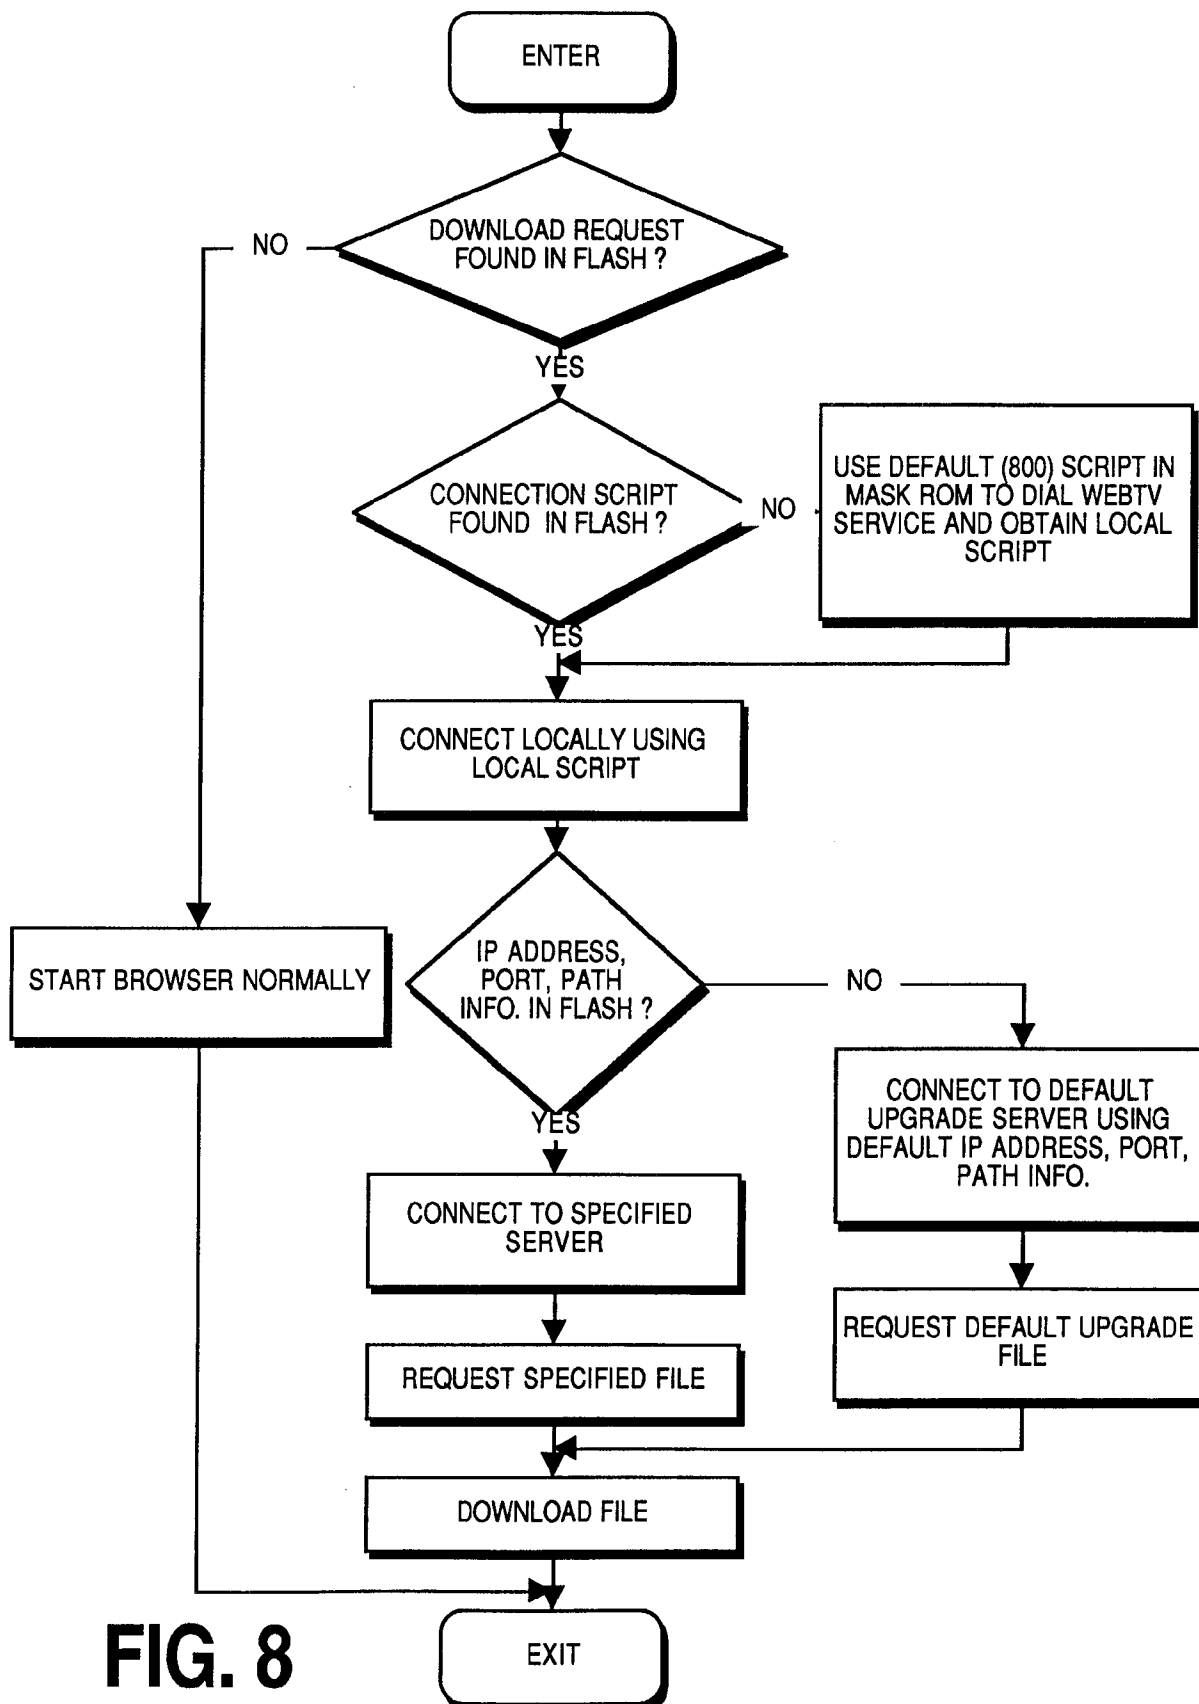 ENTER
DOWNLOAD REQUEST
FOUND IN FLASH ?
NO
YES
CONNECTION SCRIPT
FOUND IN FLASH ?
NO
USE DEFAULT (800) SCRIPT IN
MASK ROM TO DIAL WEBTV
SERVICE AND OBTAIN LOCAL
SCRIPT
YES
CONNECT LOCALLY USING
LOCAL SCRIPT
START BROWSER NORMALLY
IP ADDRESS,
PORT, PATH
INFO. IN FLASH ?
NO
YES
CONNECT TO DEFAULT
UPGRADE SERVER USING
DEFAULT IP ADDRESS, PORT,
PATH INFO.
CONNECT TO SPECIFIED
SERVER
REQUEST DEFAULT UPGRADE
FILE
REQUEST SPECIFIED FILE
DOWNLOAD FILE
EXIT
FIG. 8